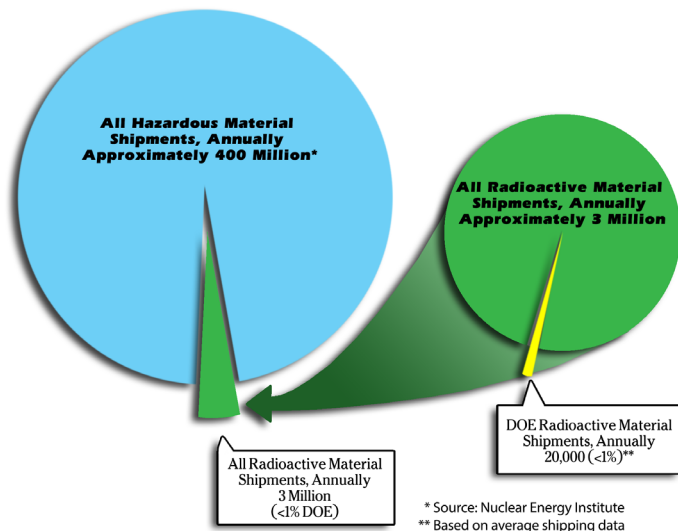 All Hazardous Material
Shipments, Annually
Approximately 400 Million*
All Radioactive Material
Shipments, Annually
Approximately 3 Million
DOE Radioactive Material
Shipments, Annually
20,000 (<1%)**
All Radioactive Material
Shipments, Annually
3 Million
(<1% DOE)
* Source: Nuclear Energy Institute
** Based on average shipping data